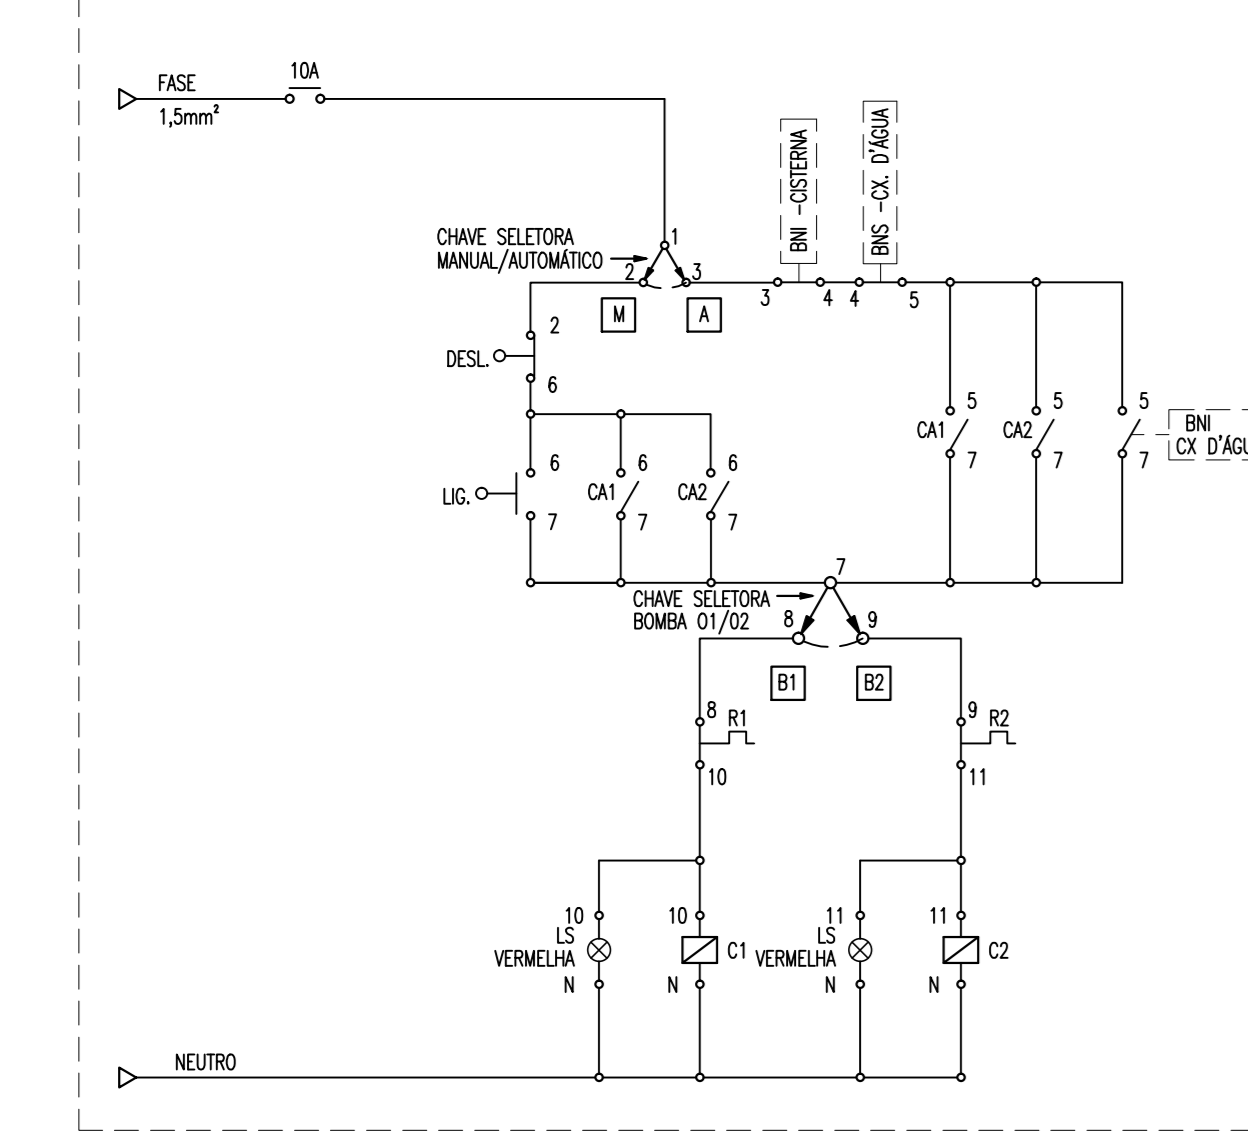 FASE
10A
1,5mm²
BNI -CISTERNA
BNS -CX. D'ÁGUA
CHAVE SELETORA
MANUAL/AUTOMÁTICO
1
2
3
M
A
3
4
4
5
2
DESL.
6
5
5
5
CA1
CA2
BNI
CX D'ÁGU
7
7
7
6
6
6
LIG.
CA1
CA2
7
7
7
7
CHAVE SELETORA
BOMBA 01/02
8
9
B1
B2
8
R1
9
R2
10
11
10
10
11
11
LS
VERMELHA
C1
LS
VERMELHA
C2
N
N
N
N
NEUTRO